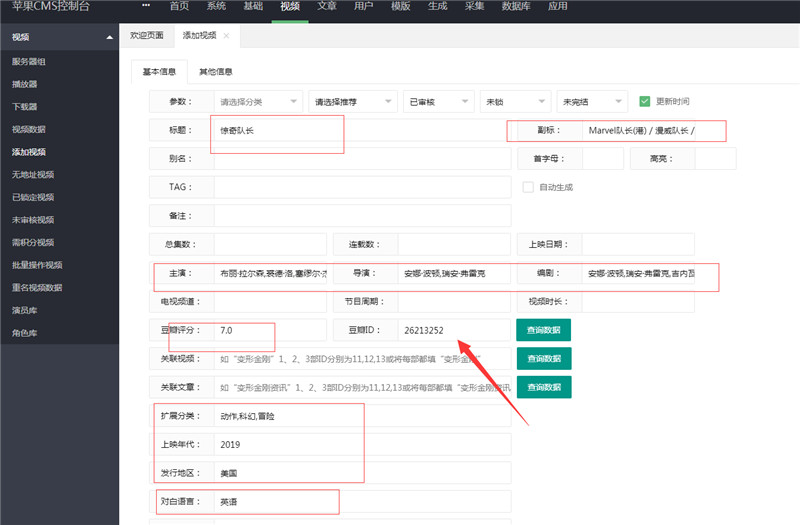 苹果CMS控制台 ••• 首页 系统 基础 视频 文章 用户 模版 生成 采集 数据库 应用
视频
服务器组
播放器
下载器
视频数据
添加视频
无地址视频
已锁定视频
未审核视频
需积分视频
批量操作视频
重名视频数据
演员库
角色库
欢迎页面 添加视频 ×
基本信息 其他信息
参数： 请选择分类 请选择推荐 已审核 未锁 未完结 更新时间
标题： 惊奇队长 副标： Marvel队长(港) / 漫威队长 /
别名： 首字母： 高亮：
TAG： 自动生成
备注：
总集数： 连载数： 上映日期：
主演： 布丽·拉尔森,裘德·洛,塞缪尔· 导演： 安娜·波顿,瑞安·弗雷克 编剧： 安娜·波顿,瑞安·弗雷克,吉内瓦
电视频道： 节目周期： 视频时长：
豆瓣评分： 7.0 豆瓣ID： 26213252 查询数据
关联视频： 如“变形金刚”1、2、3部ID分别为11,12,13或将每部都填“变形金刚” 查询数据
关联文章： 如“变形金刚资讯”1、2、3部ID分别为11,12,13或将每部都填“变形金刚资讯 查询数据
扩展分类： 动作,科幻,冒险
上映年代： 2019
发行地区： 美国
对白语言： 英语